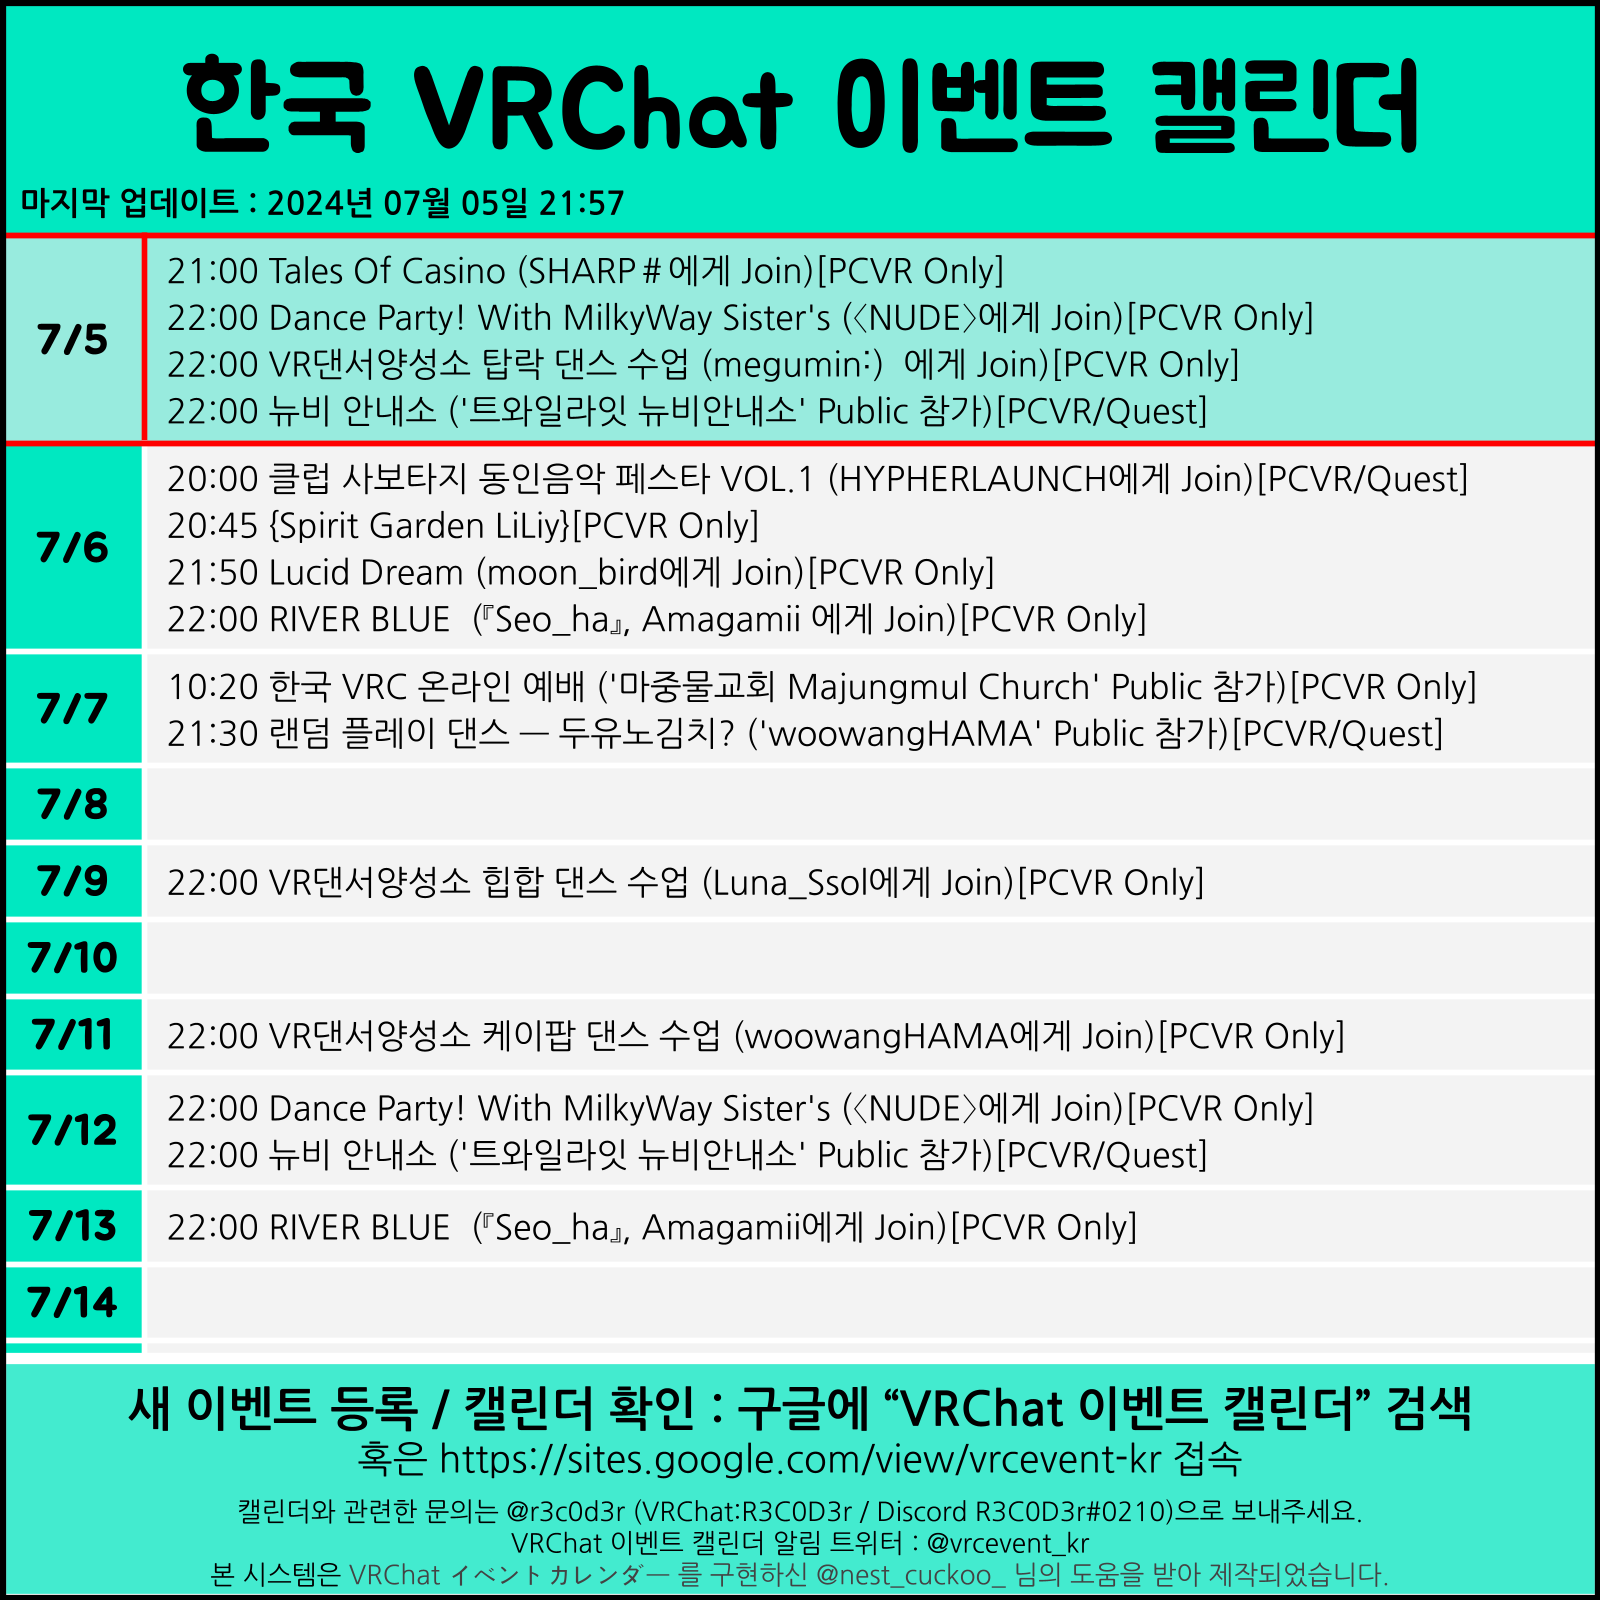 한국 VRChat 이벤트 캘린더
마지막 업데이트 : 2024년 07월 05일 21:57
7/5
21:00 Tales Of Casino (SHARP#에게 Join)[PCVR Only]
22:00 Dance Party! With MilkyWay Sister's (〈NUDE〉에게 Join)[PCVR Only]
22:00 VR댄서양성소 탑락 댄스 수업 (megumin:)  에게 Join)[PCVR Only]
22:00 뉴비 안내소 ('트와일라잇 뉴비안내소' Public 참가)[PCVR/Quest]
7/6
20:00 클럽 사보타지 동인음악 페스타 VOL.1 (HYPHERLAUNCH에게 Join)[PCVR/Quest]
20:45 {Spirit Garden LiLiy}[PCVR Only]
21:50 Lucid Dream (moon_bird에게 Join)[PCVR Only]
22:00 RIVER BLUE  (『Seo_ha』, Amagamii 에게 Join)[PCVR Only]
7/7
10:20 한국 VRC 온라인 예배 ('마중물교회 Majungmul Church' Public 참가)[PCVR Only]
21:30 랜덤 플레이 댄스 — 두유노김치? ('woowangHAMA' Public 참가)[PCVR/Quest]
7/8
7/9
22:00 VR댄서양성소 힙합 댄스 수업 (Luna_Ssol에게 Join)[PCVR Only]
7/10
7/11
22:00 VR댄서양성소 케이팝 댄스 수업 (woowangHAMA에게 Join)[PCVR Only]
7/12
22:00 Dance Party! With MilkyWay Sister's (〈NUDE〉에게 Join)[PCVR Only]
22:00 뉴비 안내소 ('트와일라잇 뉴비안내소' Public 참가)[PCVR/Quest]
7/13
22:00 RIVER BLUE  (『Seo_ha』, Amagamii에게 Join)[PCVR Only]
7/14
새 이벤트 등록 / 캘린더 확인 : 구글에 “VRChat 이벤트 캘린더” 검색
혹은 https://sites.google.com/view/vrcevent-kr 접속
캘린더와 관련한 문의는 @r3c0d3r (VRChat:R3C0D3r / Discord R3C0D3r#0210)으로 보내주세요.
VRChat 이벤트 캘린더 알림 트위터 : @vrcevent_kr
본 시스템은 VRChat イベントカレンダー 를 구현하신 @nest_cuckoo_ 님의 도움을 받아 제작되었습니다.